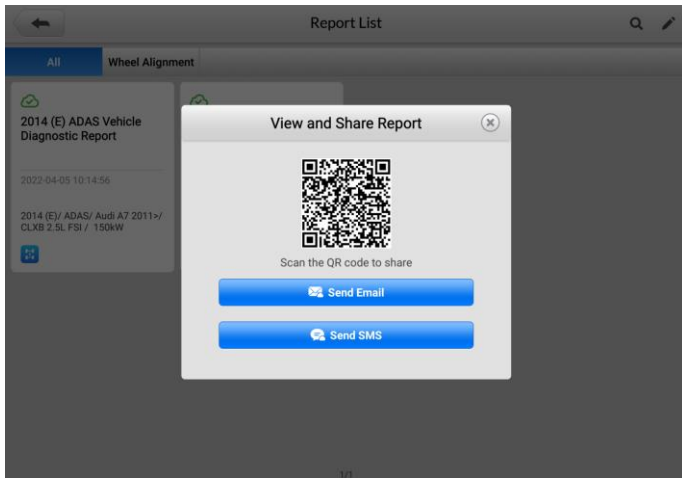 Report List
All
Wheel Alignment
2014 (E) ADAS Vehicle
Diagnostic Report
2022-04-05 10:14:56
2014 (E)/ ADAS/ Audi A7 2011>/
CLXB 2.5L FSI / 150kW
View and Share Report
Scan the QR code to share
Send Email
Send SMS
1/1